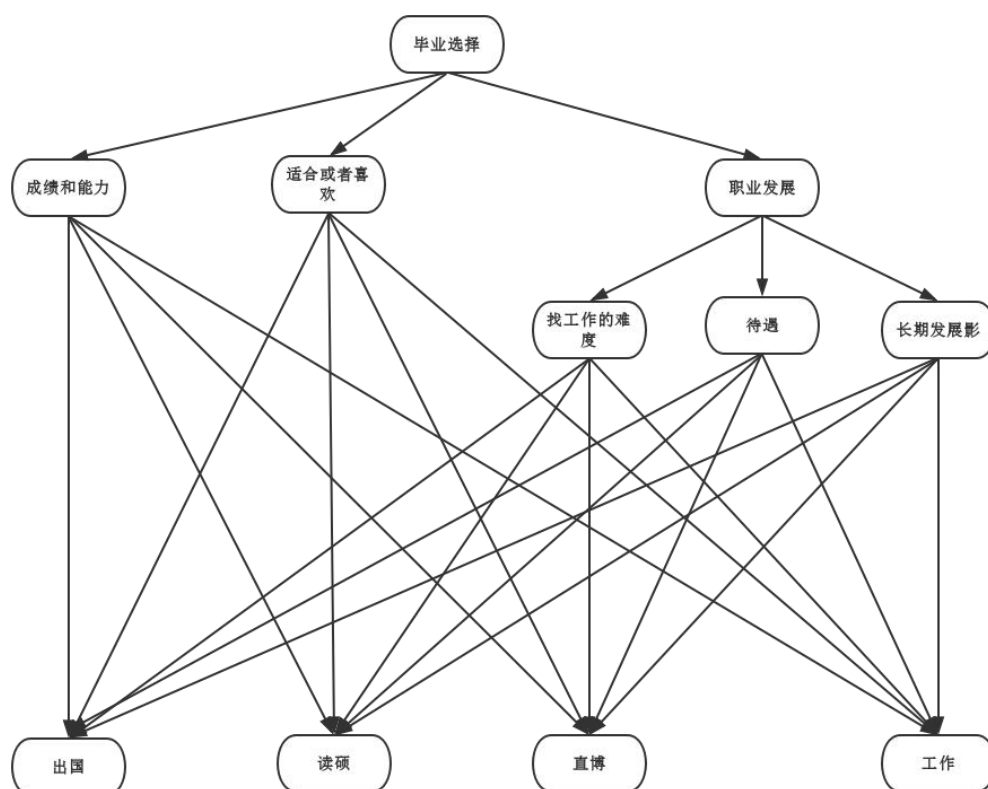 毕业选择
成绩和能力
适合或者喜
欢
职业发展
找工作的难
度
待遇
长期发展影
出国
读硕
直博
工作